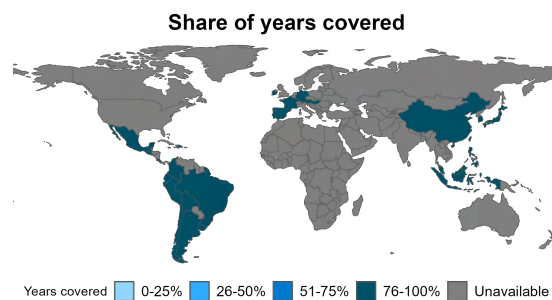 Share of years covered
Years covered 0-25% 26-50% 51-75% 76-100% Unavailable